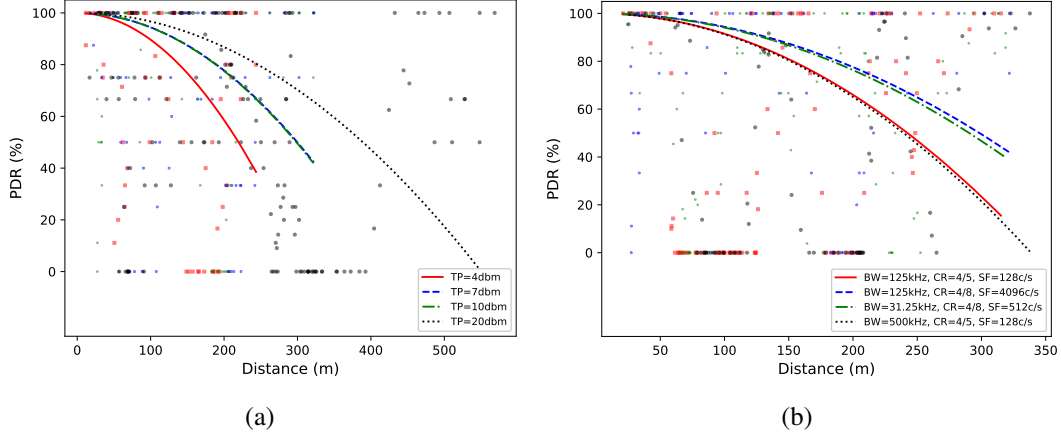 100
80
60
40
20
0
PDR (%)
0 100 200 300 400 500
Distance (m)
TP=4dbm
TP=7dbm
TP=10dbm
TP=20dbm
(a)
100
80
60
40
20
0
PDR (%)
50 100 150 200 250 300 350
Distance (m)
BW=125kHz, CR=4/5, SF=128c/s
BW=125kHz, CR=4/8, SF=4096c/s
BW=31.25kHz, CR=4/8, SF=512c/s
BW=500kHz, CR=4/5, SF=128c/s
(b)